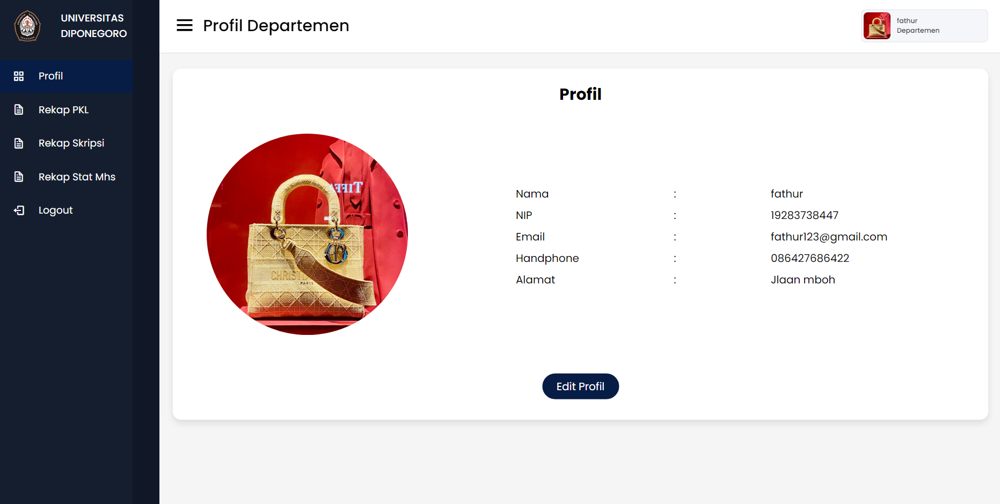 UNIVERSITAS
DIPONEGORO
Profil
Rekap PKL
Rekap Skripsi
Rekap Stat Mhs
Logout
Profil Departemen
fathur
Departemen
Profil
Nama : fathur
NIP : 19283738447
Email : fathur123@gmail.com
Handphone : 086427686422
Alamat : Jlaan mboh
PARIS
Edit Profil